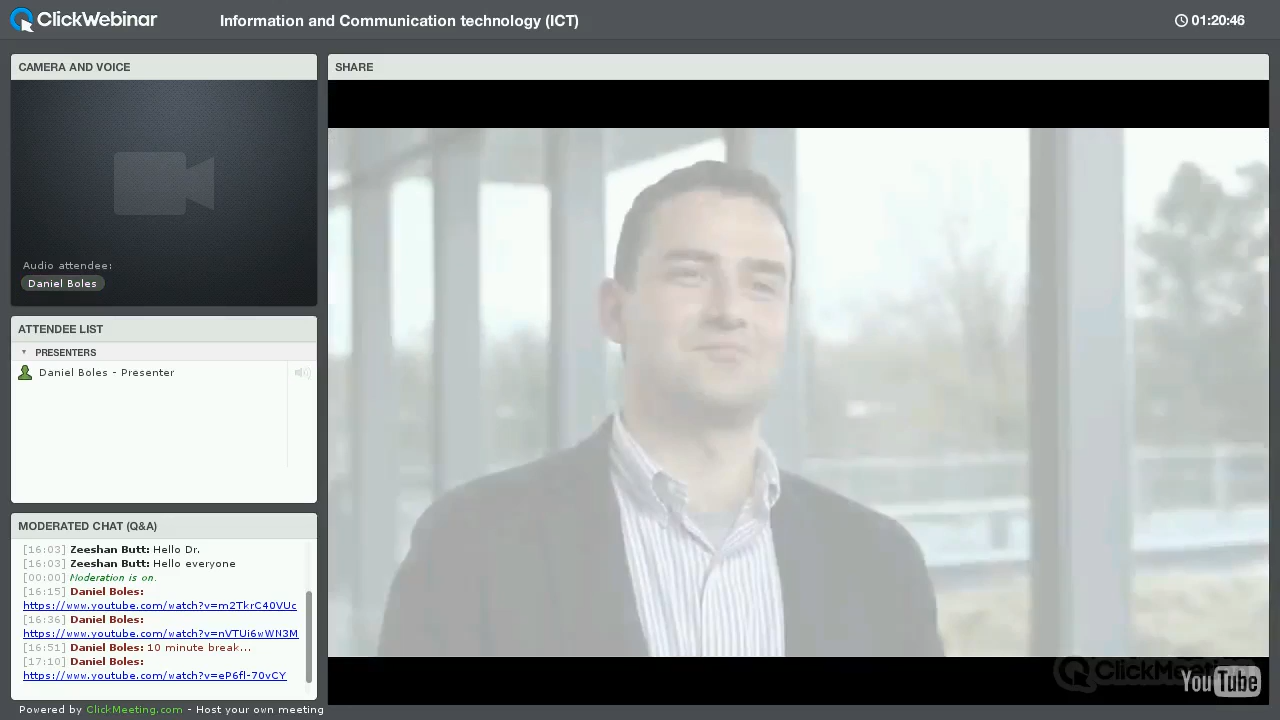 ClickWebinar
Information and Communication technology (ICT)
01:20:46
CAMERA AND VOICE
SHARE
Audio attendee:
Daniel Boles
ATTENDEE LIST
PRESENTERS
Daniel Boles - Presenter
MODERATED CHAT (Q&A)
[16:03] Zeeshan Butt: Hello Dr.
[16:03] Zeeshan Butt: Hello everyone
[00:00] Moderation is on.
[16:15] Daniel Boles:
https://www.youtube.com/watch?v=m2TkrC40VUc
[16:36] Daniel Boles:
https://www.youtube.com/watch?v=nVTUi6wWN3M
[16:51] Daniel Boles: 10 minute break...
[17:10] Daniel Boles:
https://www.youtube.com/watch?v=eP6fl-70vCY
ClickMeeting
YouTube
Powered by ClickMeeting.com - Host your own meeting